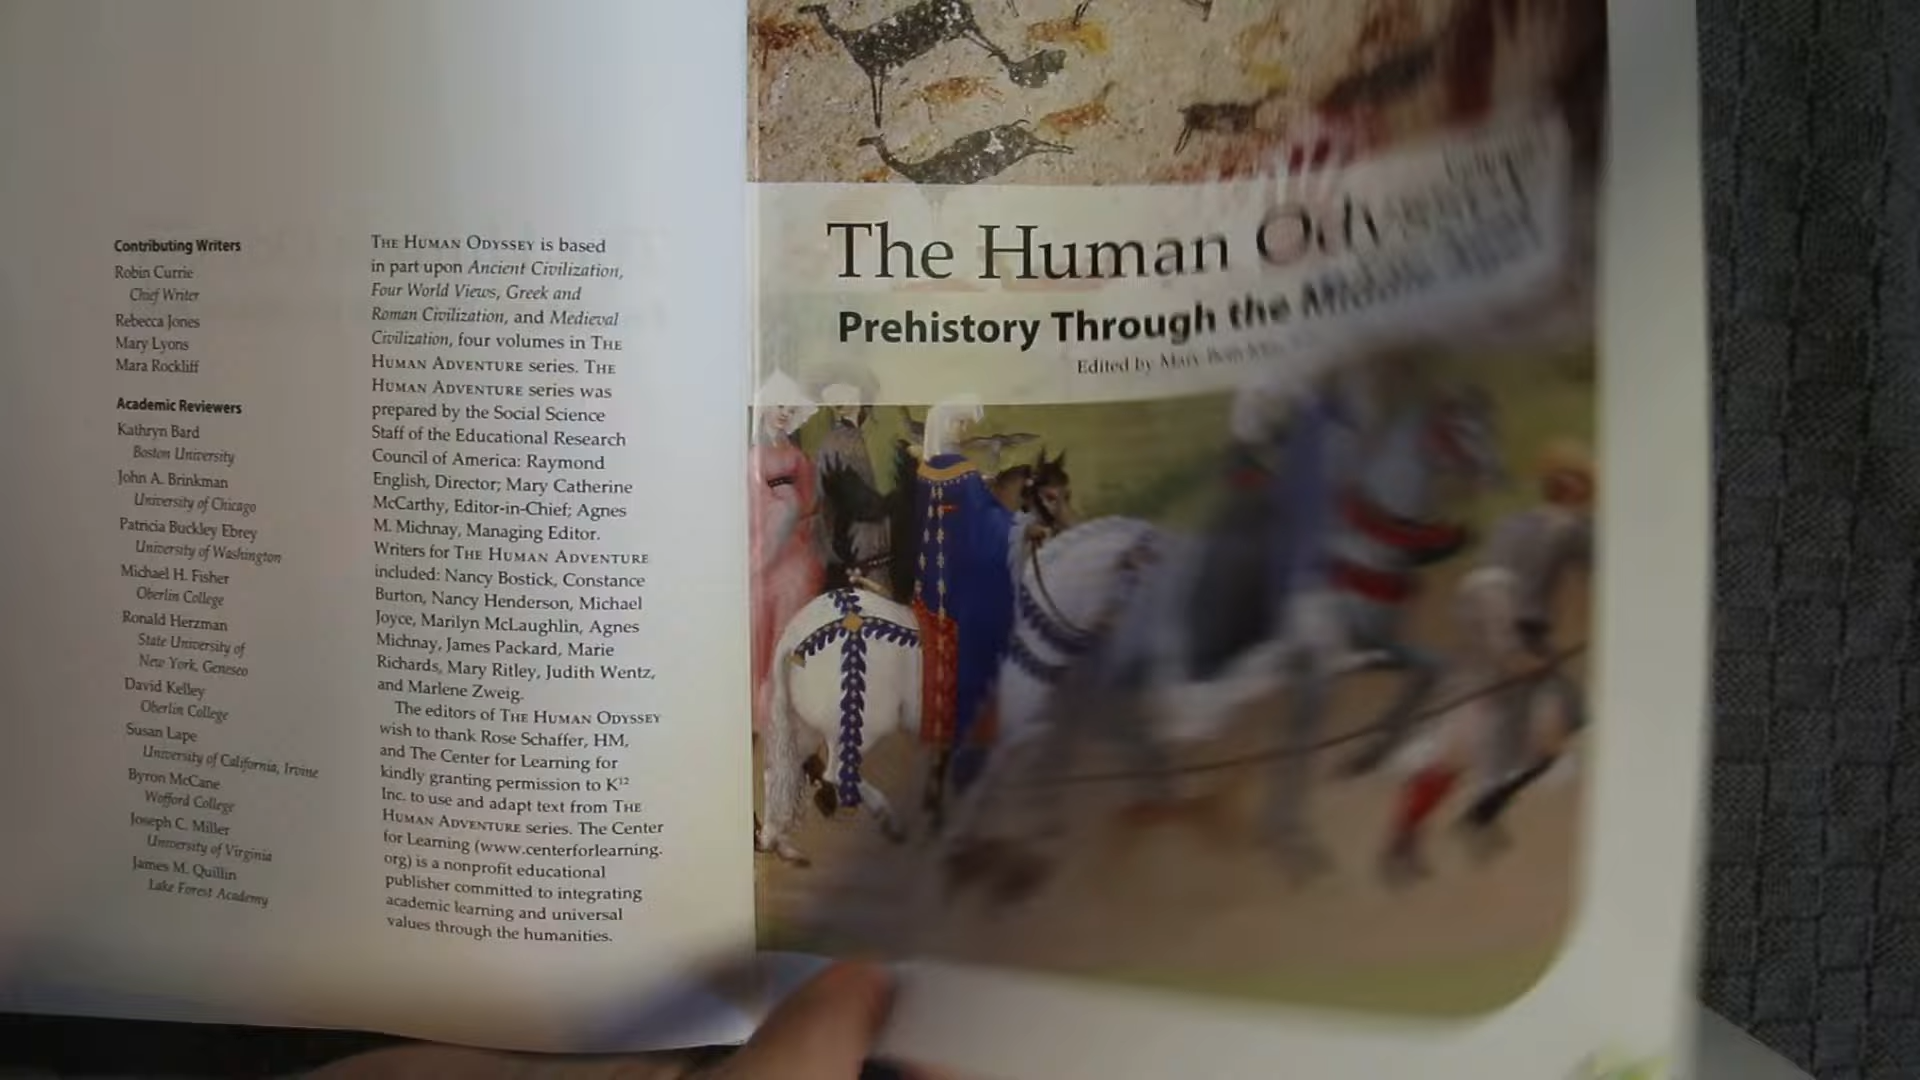 Contributing Writers
Robin Currie
Chief Writer
Rebecca Jones
Mary Lyons
Mara Rockliff
Academic Reviewers
Kathryn Bard
Boston University
John A. Brinkman
University of Chicago
Patricia Buckley Ebrey
University of Washington
Michael H. Fisher
Oberlin College
Ronald Herzman
State University of
New York, Geneseo
David Kelley
Oberlin College
Susan Lape
University of California, Irvine
Byron McCane
Wofford College
Joseph C. Miller
University of Virginia
James M. Quillin
Lake Forest Academy
THE HUMAN ODYSSEY is based
in part upon Ancient Civilization,
Four World Views, Greek and
Roman Civilization, and Medieval
Civilization, four volumes in THE
HUMAN ADVENTURE series. THE
HUMAN ADVENTURE series was
prepared by the Social Science
Staff of the Educational Research
Council of America: Raymond
English, Director; Mary Catherine
McCarthy, Editor-in-Chief; Agnes
M. Michnay, Managing Editor.
Writers for THE HUMAN ADVENTURE
included: Nancy Bostick, Constance
Burton, Nancy Henderson, Michael
Joyce, Marilyn McLaughlin, Agnes
Michnay, James Packard, Marie
Richards, Mary Ritley, Judith Wentz,
and Marlene Zweig.
The editors of THE HUMAN ODYSSEY
wish to thank Rose Schaffer, HM,
and The Center for Learning for
kindly granting permission to K¹²
Inc. to use and adapt text from THE
HUMAN ADVENTURE series. The Center
for Learning (www.centerforlearning.
org) is a nonprofit educational
publisher committed to integrating
academic learning and universal
values through the humanities.
The Human
Prehistory Through the Middle
Edited by Mary